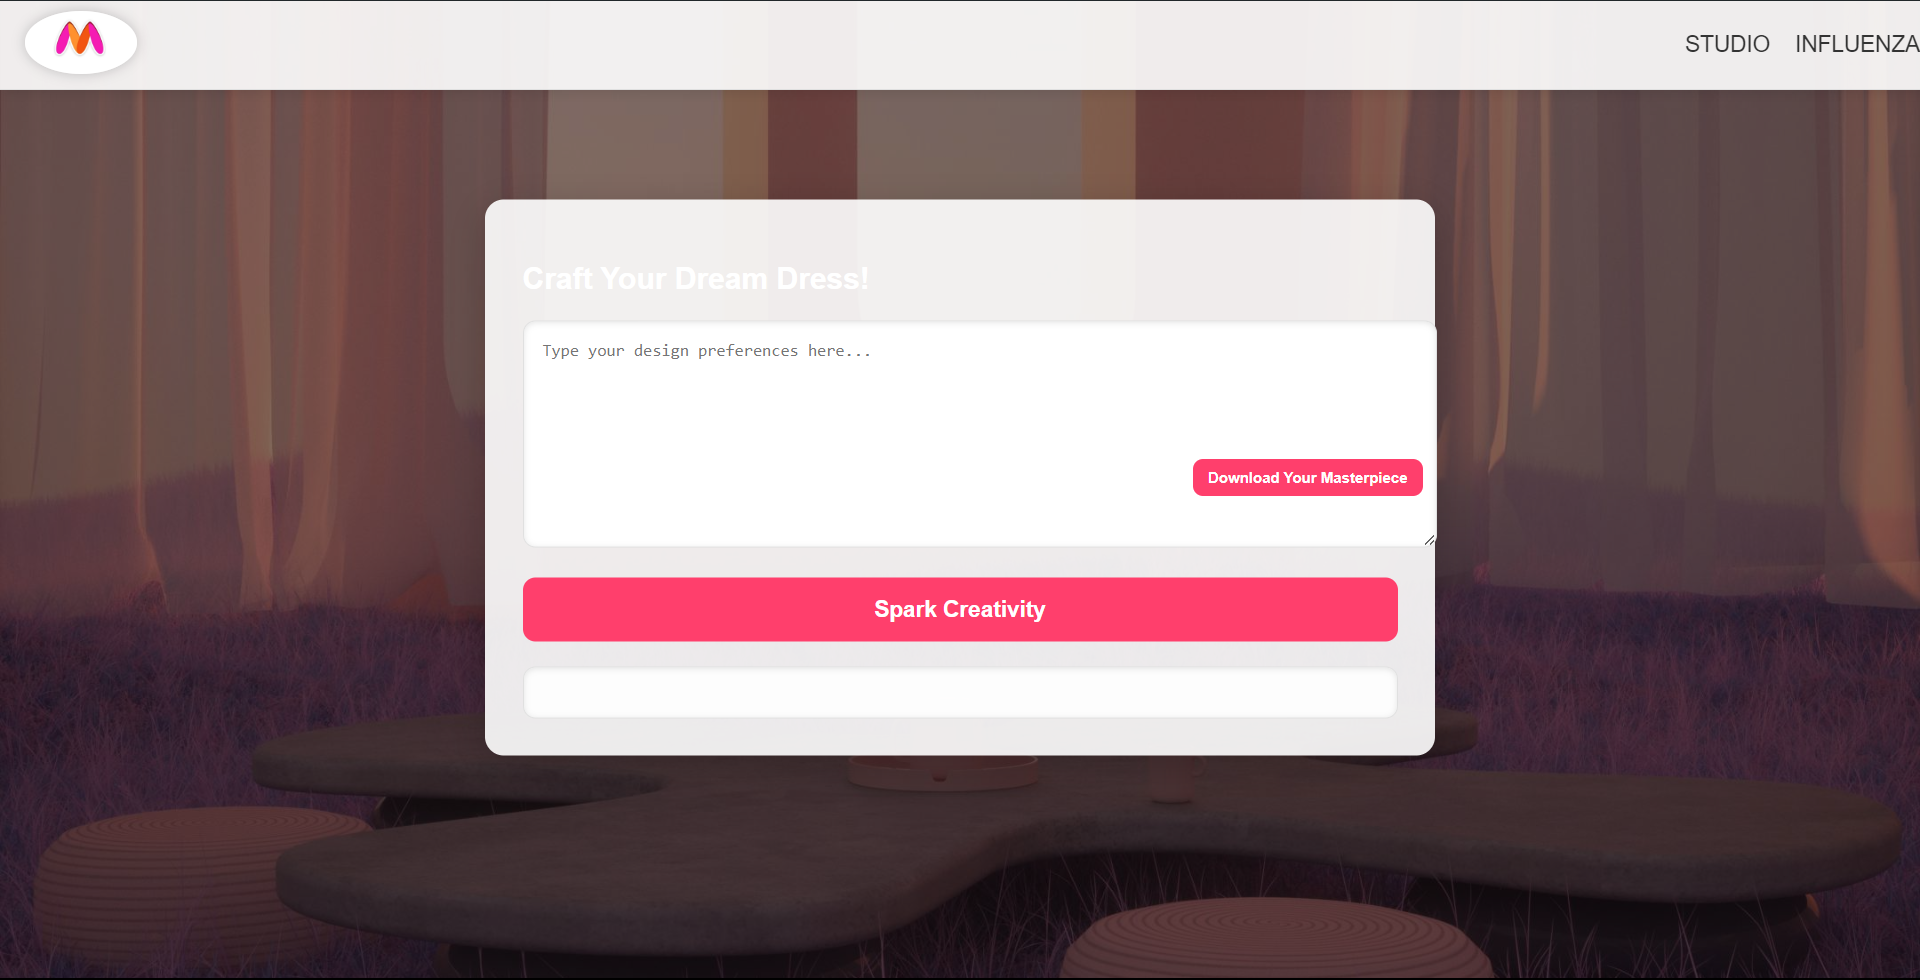 STUDIO INFLUENZA
Craft Your Dream Dress!
Type your design preferences here...
Download Your Masterpiece
Spark Creativity